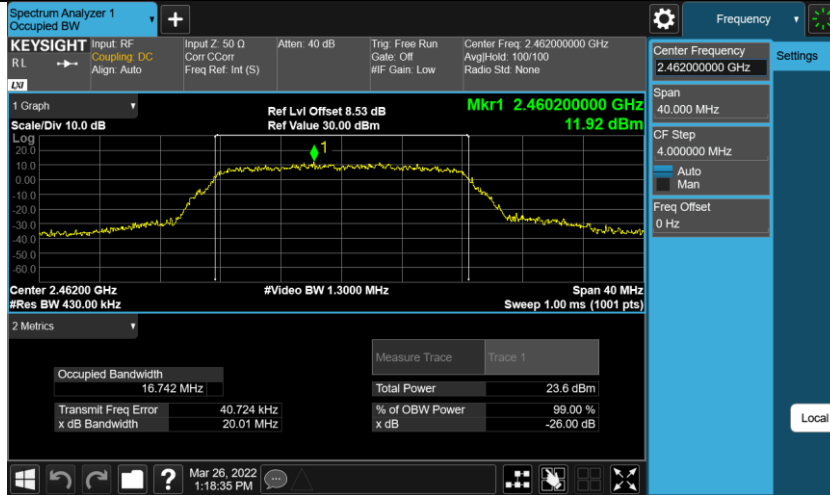 Spectrum Analyzer 1
Occupied BW
Frequency
KEYSIGHT
R L
LXI
Input: RF
Coupling: DC
Align: Auto
Input Z: 50 Ω
Corr CCorr
Freq Ref: Int (S)
Atten: 40 dB
Trig: Free Run
Gate: Off
#IF Gain: Low
Center Freq: 2.462000000 GHz
Avg|Hold: 100/100
Radio Std: None
Center Frequency
2.462000000 GHz
Settings
Span
40.000 MHz
CF Step
4.000000 MHz
Auto
Man
Freq Offset
0 Hz
Local
1 Graph
Scale/Div 10.0 dB
Ref Lvl Offset 8.53 dB
Ref Value 30.00 dBm
Mkr1 2.460200000 GHz
11.92 dBm
Log
20.0
10.0
0.00
-10.0
-20.0
-30.0
-40.0
-50.0
-60.0
1
Center 2.46200 GHz
#Res BW 430.00 kHz
#Video BW 1.3000 MHz
Span 40 MHz
Sweep 1.00 ms (1001 pts)
2 Metrics
Measure Trace Trace 1
Occupied Bandwidth
16.742 MHz
Total Power 23.6 dBm
Transmit Freq Error 40.724 kHz
x dB Bandwidth 20.01 MHz
% of OBW Power 99.00 %
x dB -26.00 dB
?
Mar 26, 2022
1:18:35 PM